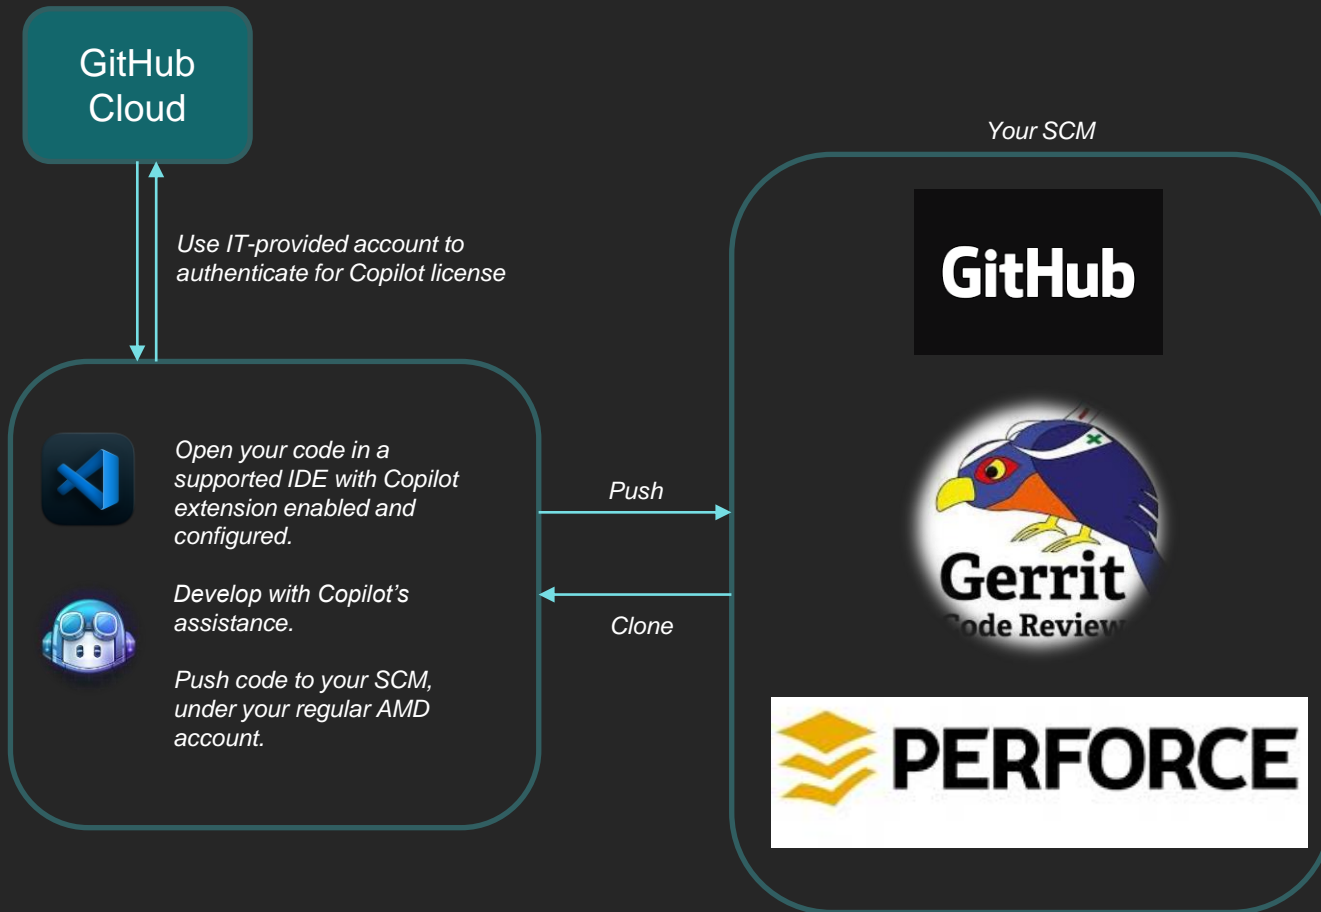 GitHub
Cloud
Your SCM
Use IT-provided account to
authenticate for Copilot license
GitHub
Open your code in a
supported IDE with Copilot
extension enabled and
configured.
Develop with Copilot’s
assistance.
Push code to your SCM,
under your regular AMD
account.
Push
Clone
Gerrit
Code Review
PERFORCE